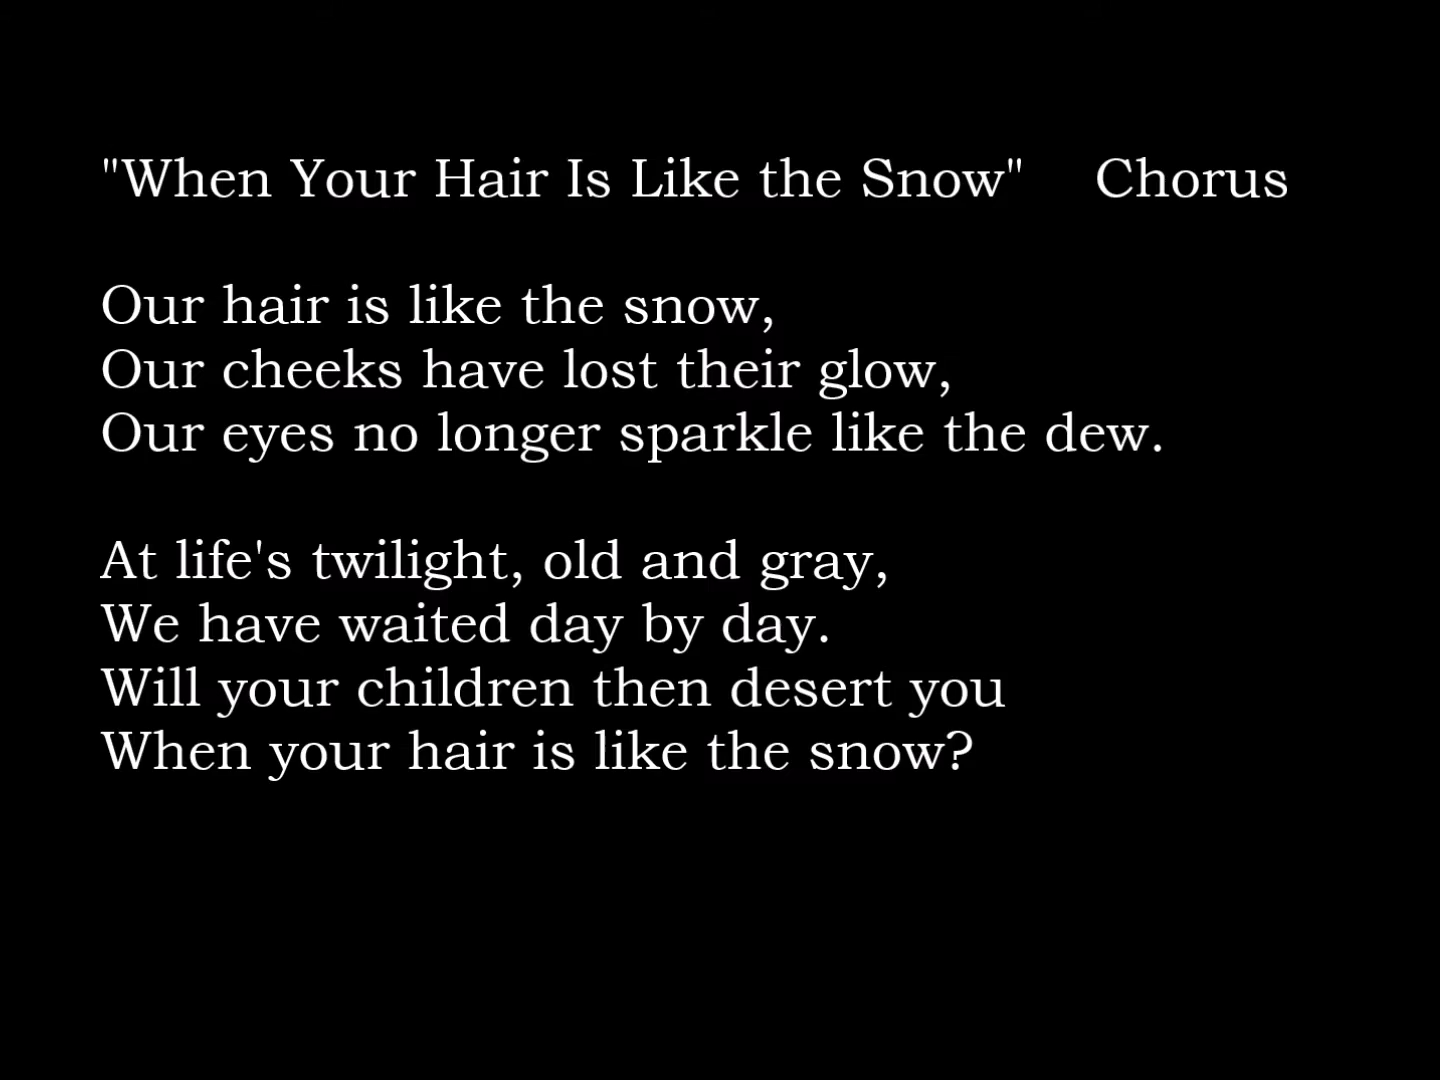 "When Your Hair Is Like the Snow" Chorus
Our hair is like the snow,
Our cheeks have lost their glow,
Our eyes no longer sparkle like the dew.
At life's twilight, old and gray,
We have waited day by day.
Will your children then desert you
When your hair is like the snow?